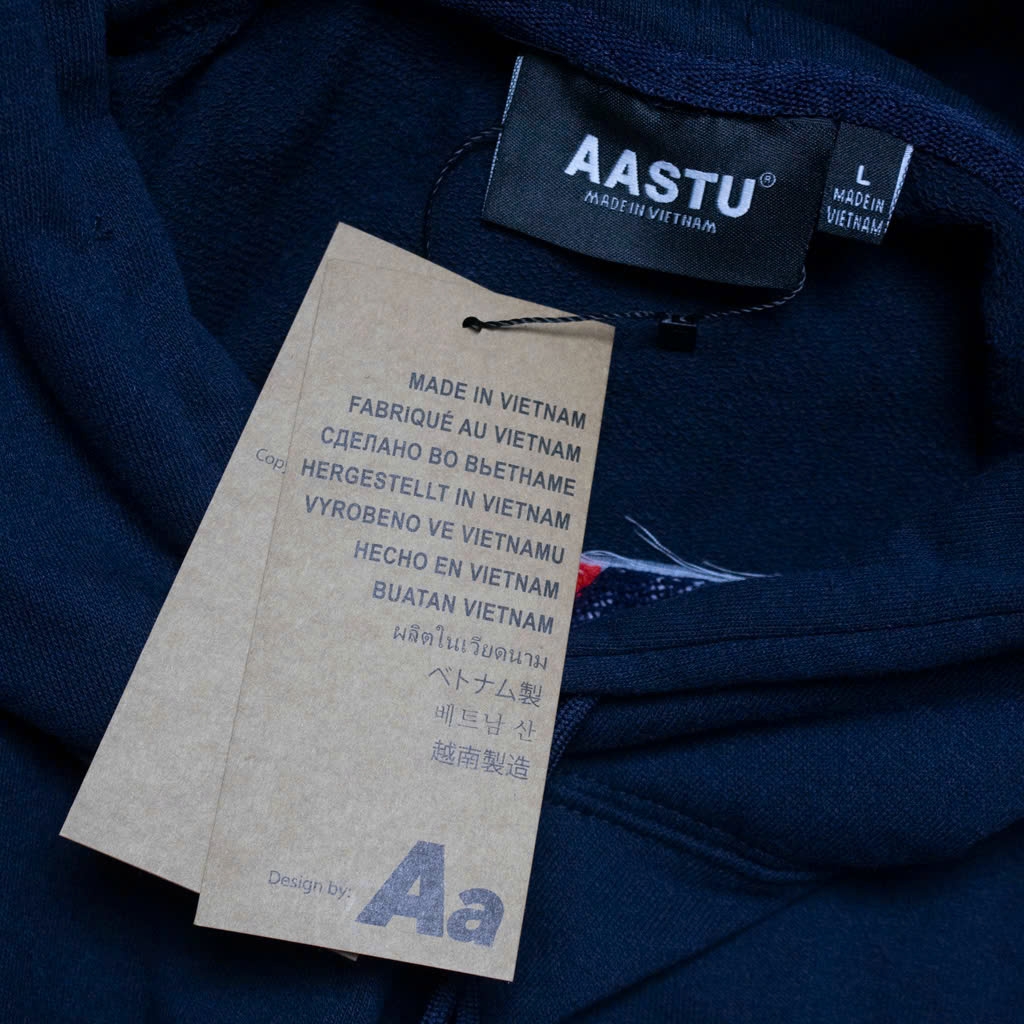 AASTU®
MADE IN VIETNAM
L
MADE IN
VIETNAM
MADE IN VIETNAM
FABRIQUÉ AU VIETNAM
СДЕЛАНО ВО ВЬЕТНАМЕ
HERGESTELLT IN VIETNAM
VYROBENO VE VIETNAMU
HECHO EN VIETNAM
BUATAN VIETNAM
ผลิตในเวียดนาม
ベトナム製
베트남 산
越南製造
Design by: Aa